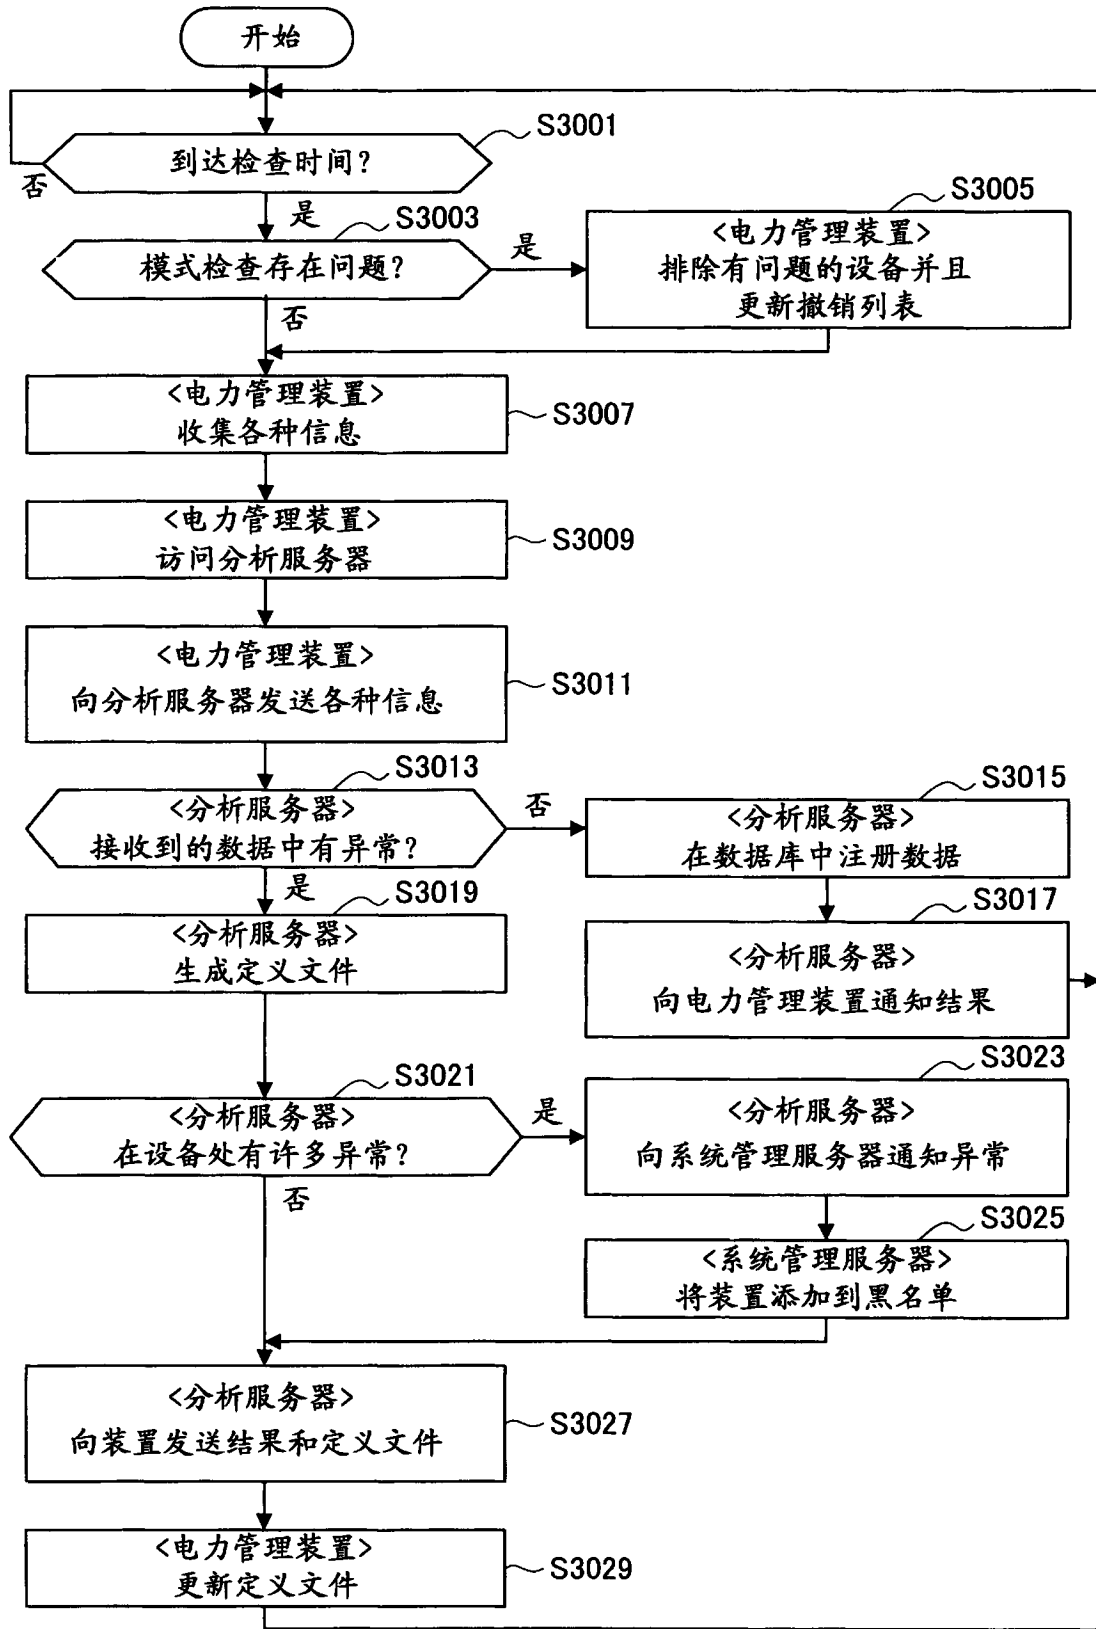 开始
S3001
到达检查时间?
否
是
S3003
模式检查存在问题?
是
S3005
<电力管理装置>
排除有问题的设备并且
更新撤销列表
否
<电力管理装置>
收集各种信息
S3007
<电力管理装置>
访问分析服务器
S3009
<电力管理装置>
向分析服务器发送各种信息
S3011
S3013
<分析服务器>
接收到的数据中有异常?
否
S3015
<分析服务器>
在数据库中注册数据
是
S3017
<分析服务器>
向电力管理装置通知结果
S3019
<分析服务器>
生成定义文件
S3021
<分析服务器>
在设备处有许多异常?
是
S3023
<分析服务器>
向系统管理服务器通知异常
否
S3025
<系统管理服务器>
将装置添加到黑名单
<分析服务器>
向装置发送结果和定义文件
S3027
<电力管理装置>
更新定义文件
S3029